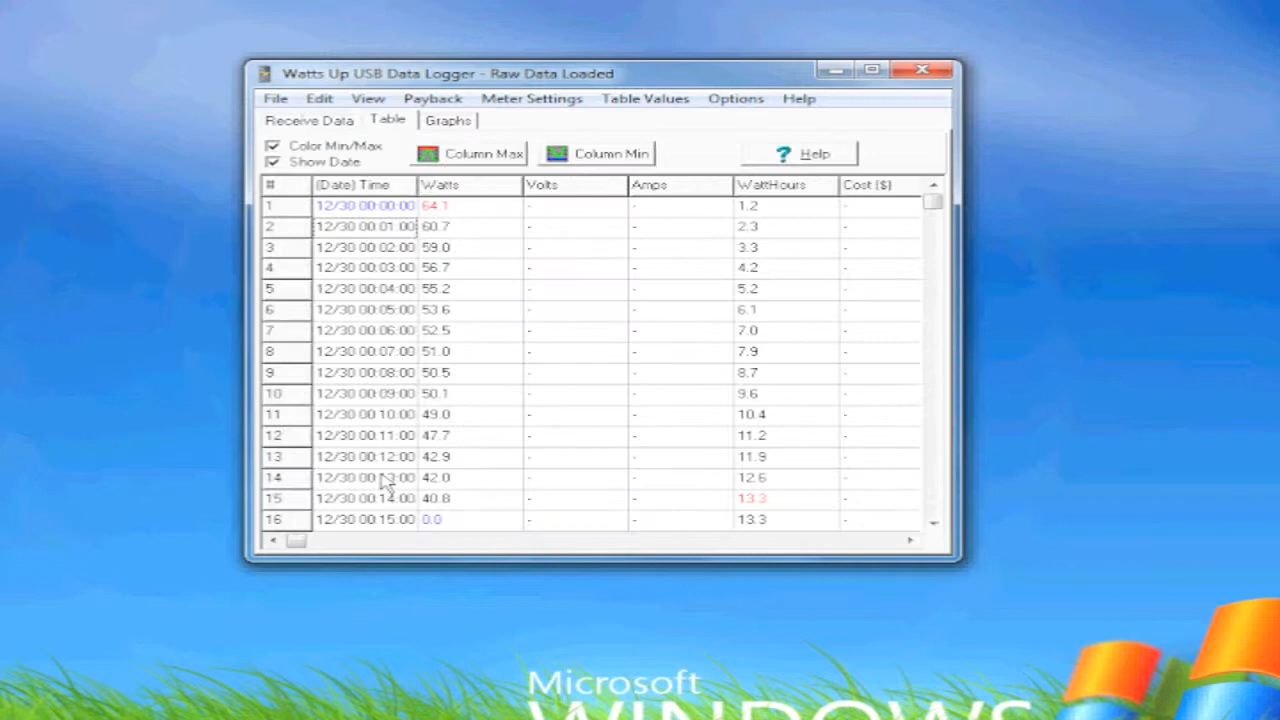 Watts Up USB Data Logger - Raw Data Loaded
File Edit View Payback Meter Settings Table Values Options Help
Receive Data Table Graphs
Color Min/Max
Show Date
Column Max Column Min ? Help
# (Date) Time Watts Volts Amps WattHours Cost ($)
1 12/30 00:00:00 64.1 - - 1.2 -
2 12/30 00:01:00 60.7 - - 2.3 -
3 12/30 00:02:00 59.0 - - 3.3 -
4 12/30 00:03:00 56.7 - - 4.2 -
5 12/30 00:04:00 55.2 - - 5.2 -
6 12/30 00:05:00 53.6 - - 6.1 -
7 12/30 00:06:00 52.5 - - 7.0 -
8 12/30 00:07:00 51.0 - - 7.9 -
9 12/30 00:08:00 50.5 - - 8.7 -
10 12/30 00:09:00 50.1 - - 9.6 -
11 12/30 00:10:00 49.0 - - 10.4 -
12 12/30 00:11:00 47.7 - - 11.2 -
13 12/30 00:12:00 42.9 - - 11.9 -
14 12/30 00:13:00 42.0 - - 12.6 -
15 12/30 00:14:00 40.8 - - 13.3 -
16 12/30 00:15:00 0.0 - - 13.3 -
Microsoft
WINDOWS